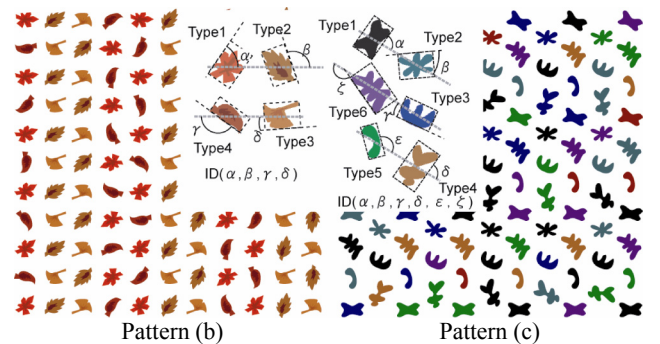 Type1
Type2
α
β
Type4
Type3
γ
δ
ID(α, β, γ, δ)
Type1
α
Type2
β
ζ
Type6
Type3
γ
ε
Type5
δ
Type4
ID(α, β, γ, δ, ε, ζ)
Pattern (b)
Pattern (c)